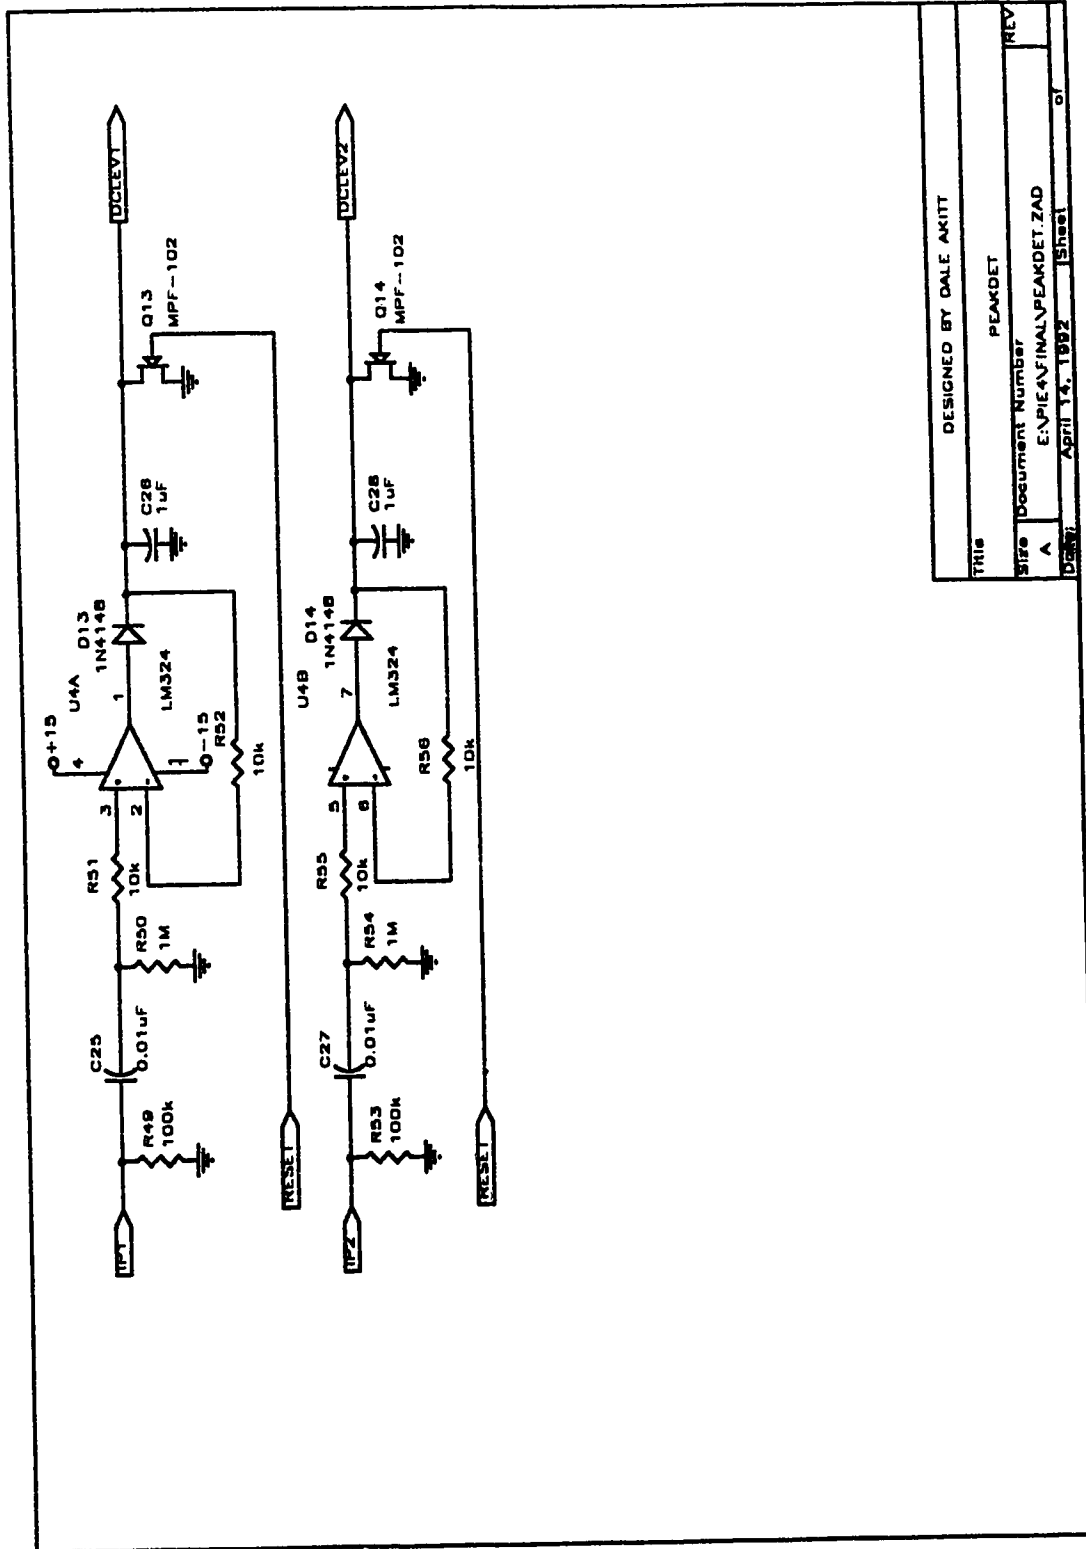 IP1
R49
100k
C25
0.01uF
R50
1M
R51
10k
3
2
+15
4
U4A
1
-15
LM324
R52
10k
D13
1N4148
C26
1uF
Q13
MPF-102
DCLEV1
RESET
IP2
R53
100k
C27
0.01uF
R54
1M
R55
10k
5
6
U4B
7
LM324
R56
10k
D14
1N4148
C28
1uF
Q14
MPF-102
DCLEV2
RESET
DESIGNED BY DALE AKITT
Title
PEAKDET
Size Document Number REV
A E:\PIE4\FINAL\PEAKDET.ZAD
Date: April 14, 1992 Sheet of